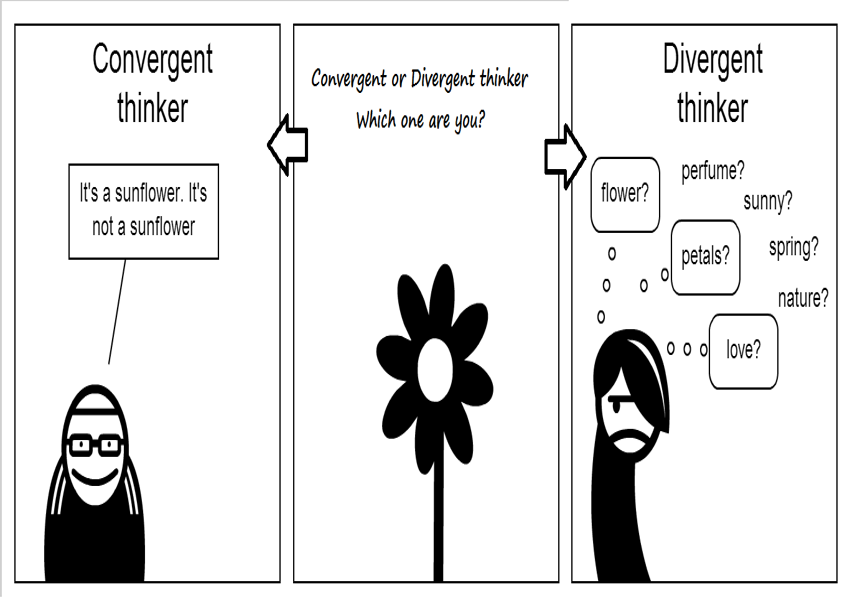 Convergent
thinker
It's a sunflower. It's
not a sunflower
Convergent or Divergent thinker
Which one are you?
Divergent
thinker
flower?
perfume?
sunny?
petals?
spring?
nature?
love?